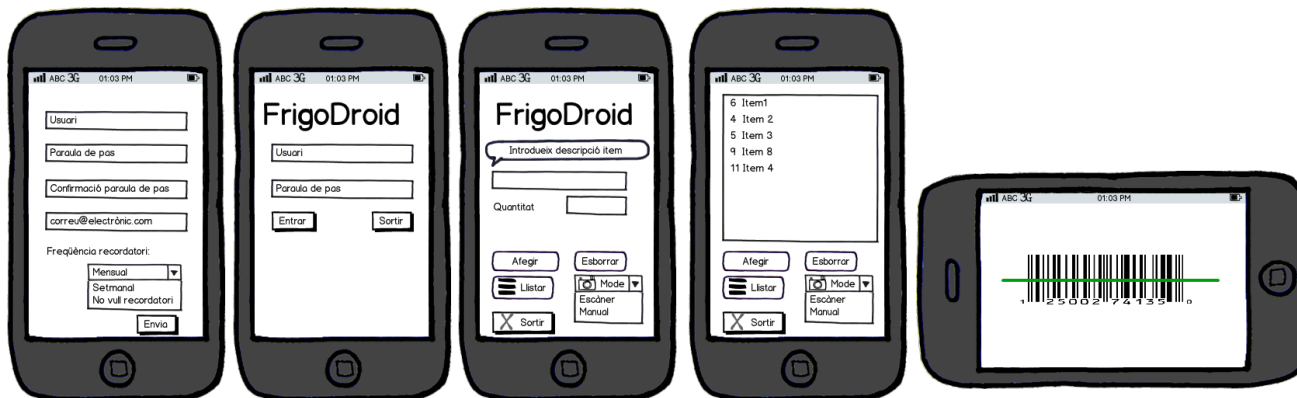 ABC 3G 01:03 PM
Usuari
Paraula de pas
Confirmació paraula de pas
correu@electrònic.com
Freqüència recordatori:
Mensual
Setmanal
No vull recordatori
Envia
ABC 3G 01:03 PM
FrigoDroid
Usuari
Paraula de pas
Entrar Sortir
ABC 3G 01:03 PM
FrigoDroid
Introdueix descripció item
Quantitat
Afegir Esborrar
Llistar Mode
Escàner
Manual
Sortir
ABC 3G 01:03 PM
6 Item1
4 Item 2
5 Item 3
9 Item 8
11 Item 4
Afegir Esborrar
Llistar Mode
Escàner
Manual
Sortir
ABC 3G 01:03 PM
1 25002 74135 0